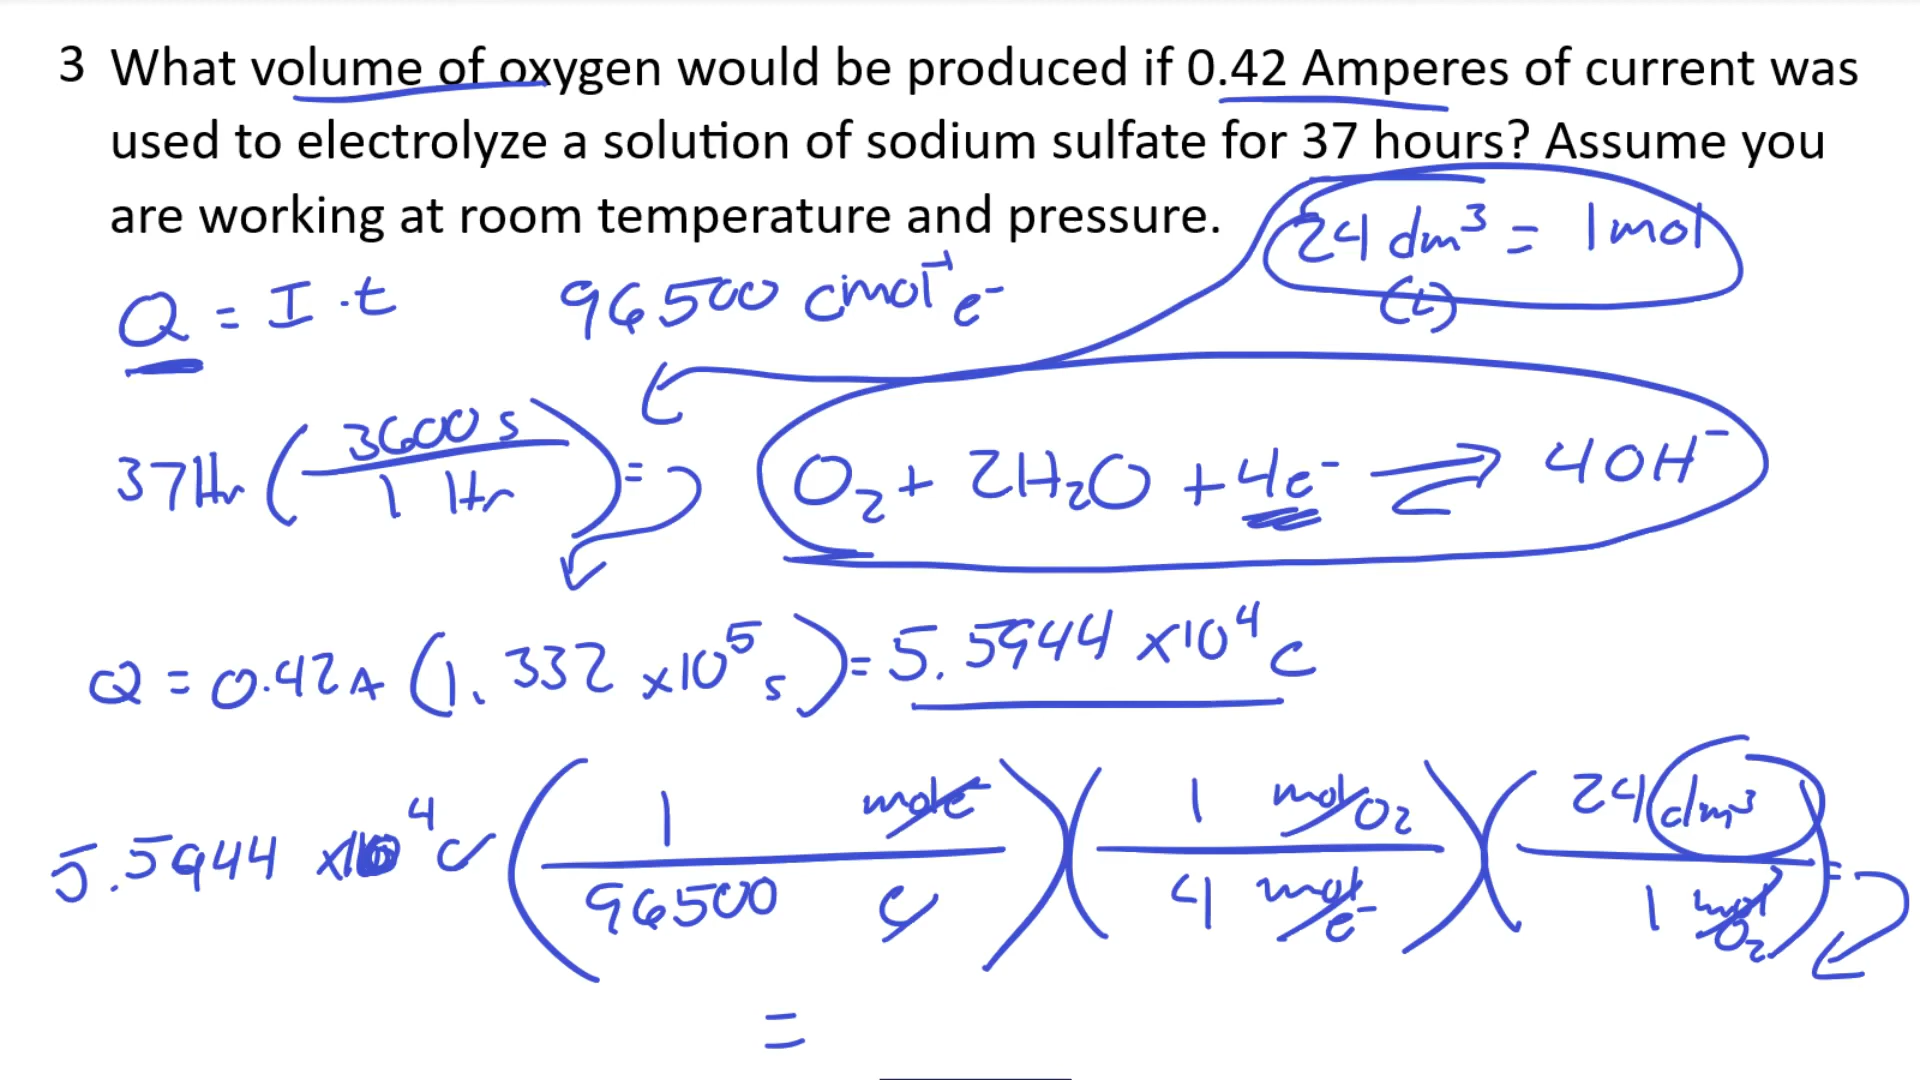 3 What volume of oxygen would be produced if 0.42 Amperes of current was
used to electrolyze a solution of sodium sulfate for 37 hours? Assume you
are working at room temperature and pressure.
24 dm³ = 1 mol
(L)
Q = I · t 96500 Cmol⁻¹ e⁻
37 Hr ( 3600 s / 1 Hr ) =
O₂ + 2H₂O + 4e⁻ ⇌ 4OH⁻
Q = 0.42 A (1.332 x10⁵ s) = 5.5944 x10⁴ C
5.5944 x10⁴ C ( 1 mol e⁻ / 96500 C ) ( 1 mol O₂ / 4 mol e⁻ ) ( 24 dm³ / 1 mol O₂ ) =
=